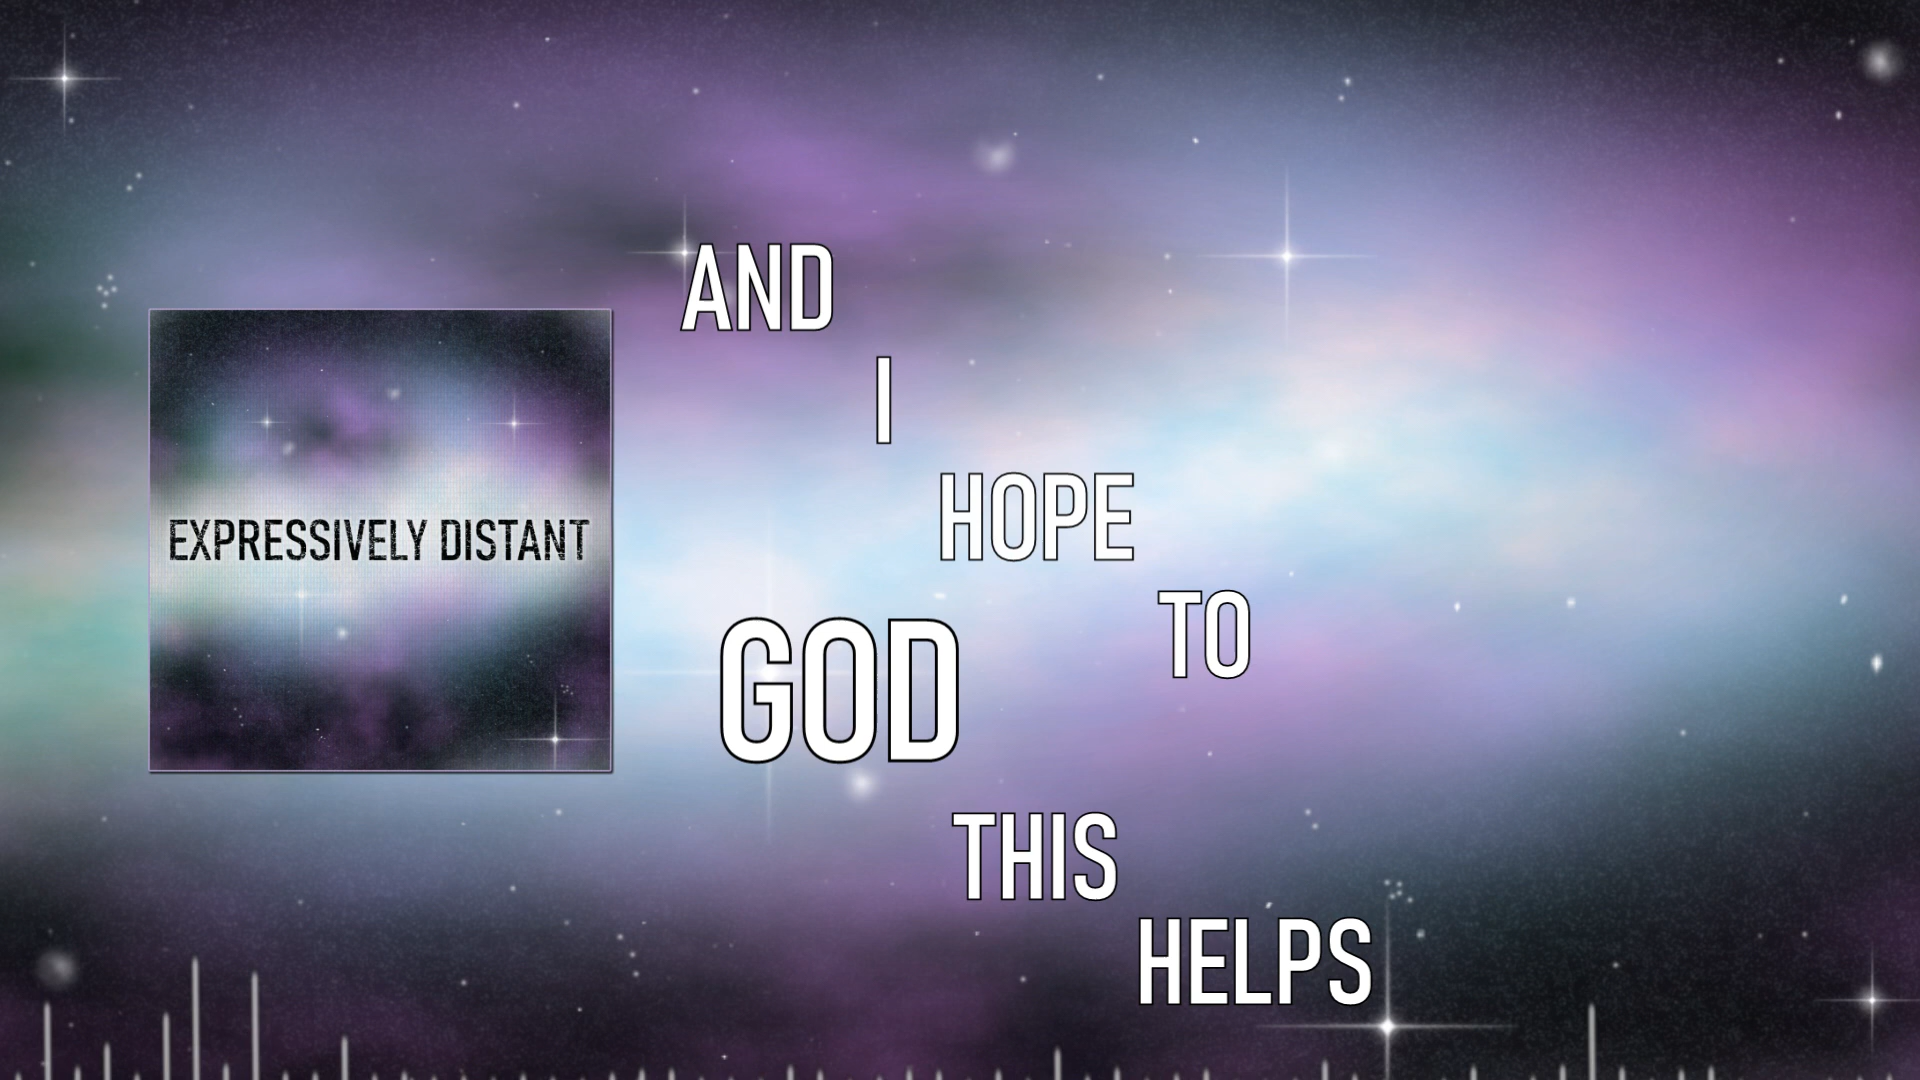 EXPRESSIVELY DISTANT
AND
I
HOPE
TO
GOD
THIS
HELPS